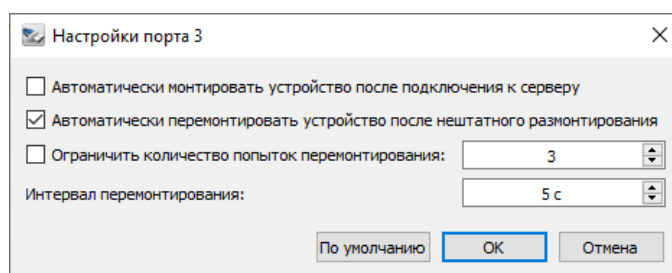 Настройки порта 3
Автоматически монтировать устройство после подключения к серверу
Автоматически перемонтировать устройство после нештатного размонтирования
Ограничить количество попыток перемонтирования: 3
Интервал перемонтирования: 5 с
По умолчанию OK Отмена